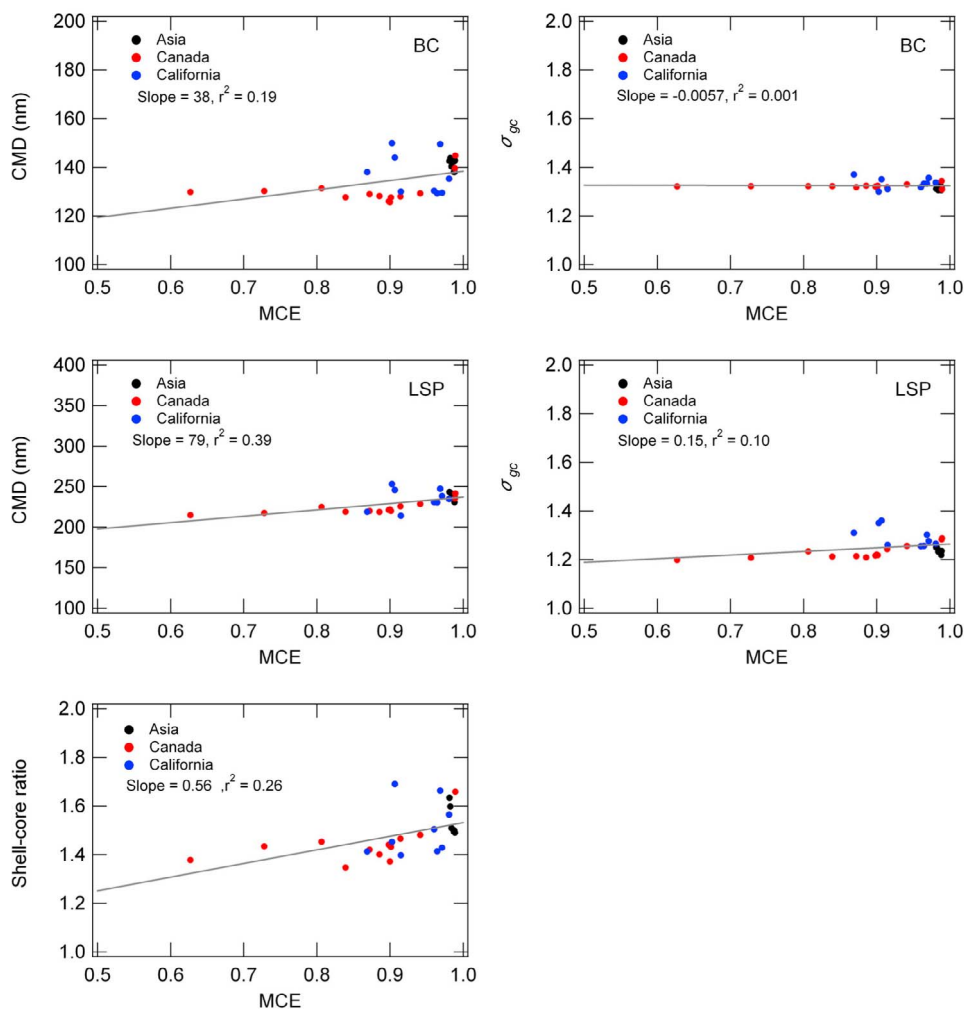 200
180
160
140
120
100
CMD (nm)
Asia
Canada
California
Slope = 38, r² = 0.19
BC
0.5 0.6 0.7 0.8 0.9 1.0
MCE
2.0
1.8
1.6
1.4
1.2
1.0
σgc
Asia
Canada
California
Slope = -0.0057, r² = 0.001
BC
0.5 0.6 0.7 0.8 0.9 1.0
MCE
400
350
300
250
200
150
100
CMD (nm)
Asia
Canada
California
Slope = 79, r² = 0.39
LSP
0.5 0.6 0.7 0.8 0.9 1.0
MCE
2.0
1.8
1.6
1.4
1.2
1.0
σgc
Asia
Canada
California
Slope = 0.15, r² = 0.10
LSP
0.5 0.6 0.7 0.8 0.9 1.0
MCE
2.0
1.8
1.6
1.4
1.2
1.0
Shell-core ratio
Asia
Canada
California
Slope = 0.56 ,r² = 0.26
0.5 0.6 0.7 0.8 0.9 1.0
MCE